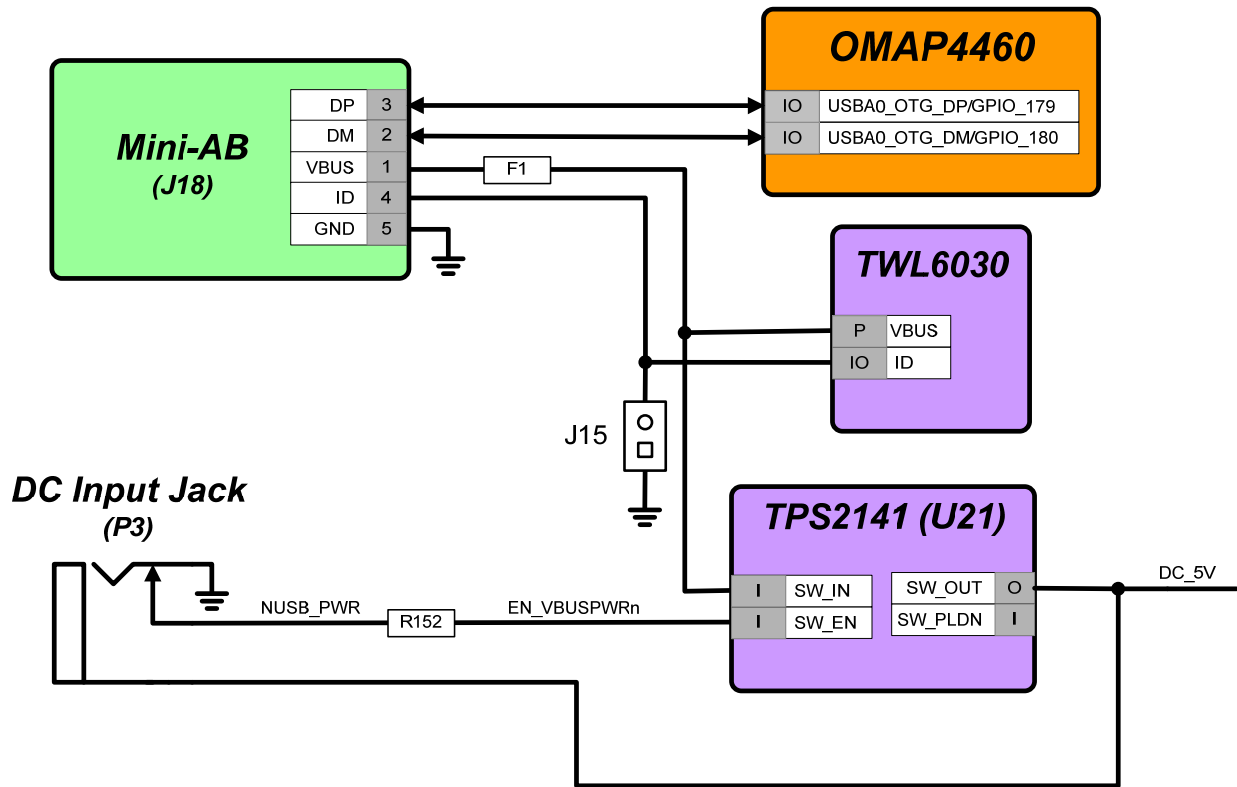 OMAP4460
IO USBA0_OTG_DP/GPIO_179
IO USBA0_OTG_DM/GPIO_180
Mini-AB
(J18)
DP 3
DM 2
VBUS 1
ID 4
GND 5
F1
TWL6030
P VBUS
IO ID
J15
DC Input Jack
(P3)
NUSB_PWR
R152
EN_VBUSPWRn
TPS2141 (U21)
I SW_IN
I SW_EN
SW_OUT O
SW_PLDN I
DC_5V